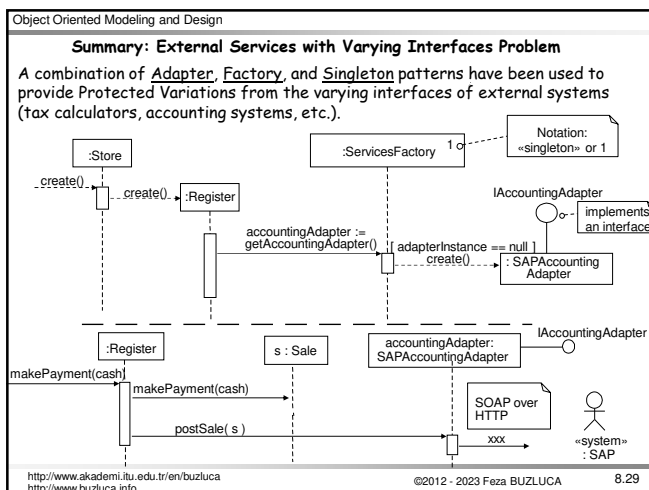 Object Oriented Modeling and Design
Summary: External Services with Varying Interfaces Problem
A combination of Adapter, Factory, and Singleton patterns have been used to
provide Protected Variations from the varying interfaces of external systems
(tax calculators, accounting systems, etc.).
:Store
:ServicesFactory
1
Notation:
«singleton» or 1
create()
create()
:Register
IAccountingAdapter
implements
an interface
accountingAdapter :=
getAccountingAdapter()
[ adapterInstance == null ]
create()
: SAPAccounting
Adapter
:Register
s : Sale
accountingAdapter:
SAPAccountingAdapter
IAccountingAdapter
makePayment(cash)
makePayment(cash)
SOAP over
HTTP
postSale( s )
xxx
«system»
: SAP
http://www.akademi.itu.edu.tr/en/buzluca
http://www.buzluca.info
©2012 - 2023 Feza BUZLUCA
8.29